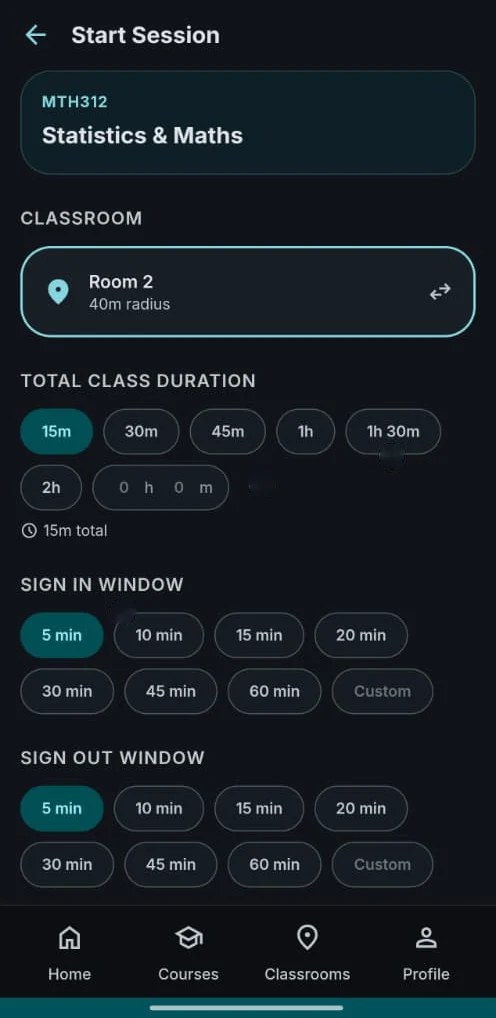 Start Session
MTH312
Statistics & Maths
CLASSROOM
Room 2
40m radius
TOTAL CLASS DURATION
15m 30m 45m 1h 1h 30m
2h 0 h 0 m
15m total
SIGN IN WINDOW
5 min 10 min 15 min 20 min
30 min 45 min 60 min Custom
SIGN OUT WINDOW
5 min 10 min 15 min 20 min
30 min 45 min 60 min Custom
Home Courses Classrooms Profile